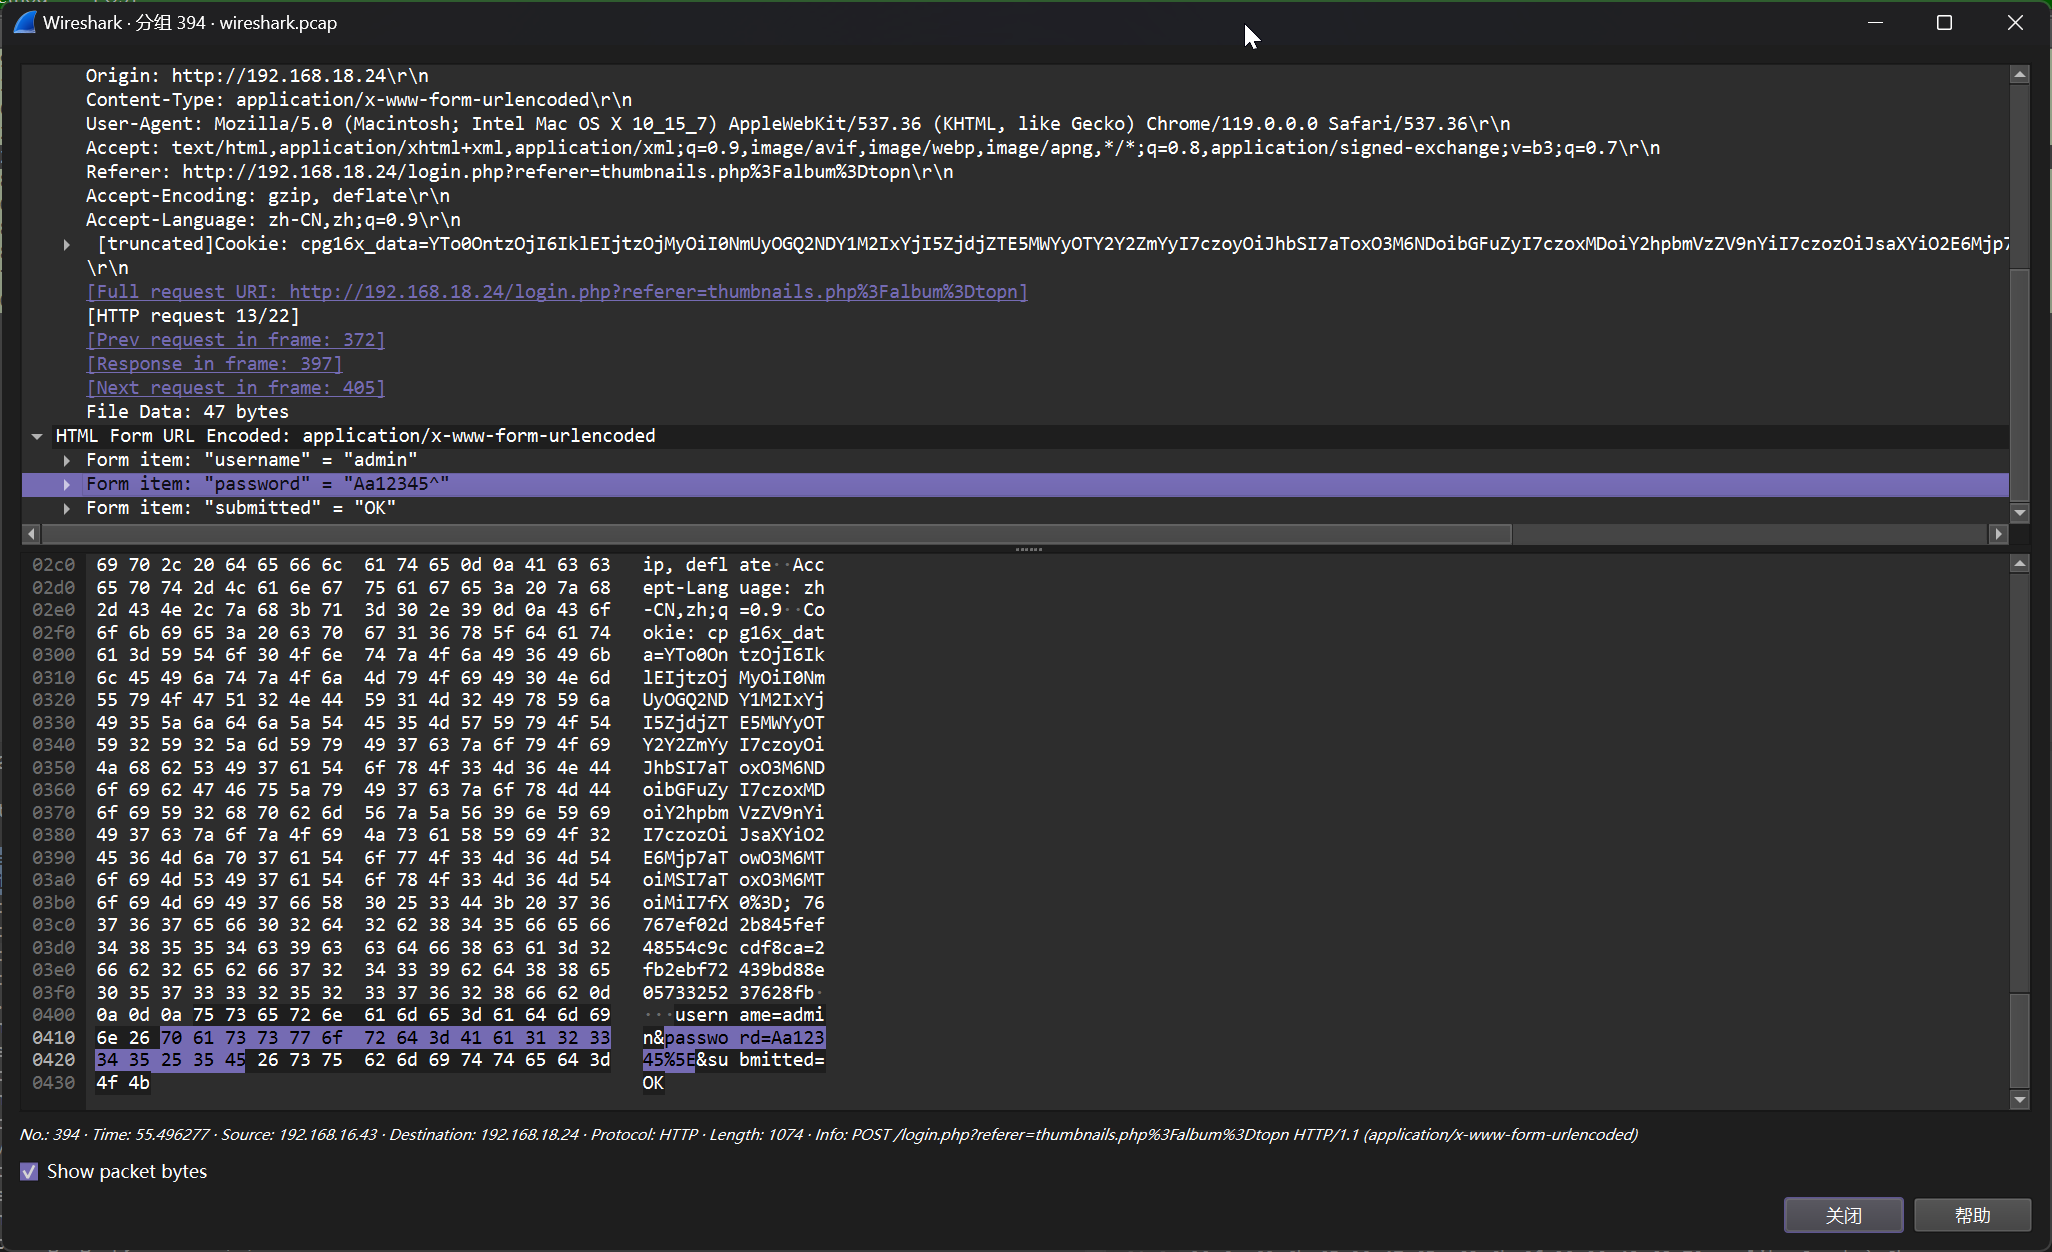 Wireshark · 分组 394 · wireshark.pcap
Origin: http://192.168.18.24\r\n
Content-Type: application/x-www-form-urlencoded\r\n
User-Agent: Mozilla/5.0 (Macintosh; Intel Mac OS X 10_15_7) AppleWebKit/537.36 (KHTML, like Gecko) Chrome/119.0.0.0 Safari/537.36\r\n
Accept: text/html,application/xhtml+xml,application/xml;q=0.9,image/avif,image/webp,image/apng,*/*;q=0.8,application/signed-exchange;v=b3;q=0.7\r\n
Referer: http://192.168.18.24/login.php?referer=thumbnails.php%3Falbum%3Dtopn\r\n
Accept-Encoding: gzip, deflate\r\n
Accept-Language: zh-CN,zh;q=0.9\r\n
[truncated]Cookie: cpg16x_data=YTo0OntzOjI6IklEIjtzOjMyOiI0NmUyOGQ2NDY1M2IxYjI5ZjdjZTE5MWYyOTY2Y2ZmYyI7czoyOiJhbSI7aToxO3M6NDoibGFuZyI7czoxMDoiY2hpbmVzZV9nYiI7czozOiJsaXYiO2E6Mjp7
\r\n
[Full request URI: http://192.168.18.24/login.php?referer=thumbnails.php%3Falbum%3Dtopn]
[HTTP request 13/22]
[Prev request in frame: 372]
[Response in frame: 397]
[Next request in frame: 405]
File Data: 47 bytes
HTML Form URL Encoded: application/x-www-form-urlencoded
Form item: "username" = "admin"
Form item: "password" = "Aa12345^"
Form item: "submitted" = "OK"
02c0 69 70 2c 20 64 65 66 6c 61 74 65 0d 0a 41 63 63 ip, defl ate··Acc
02d0 65 70 74 2d 4c 61 6e 67 75 61 67 65 3a 20 7a 68 ept-Lang uage: zh
02e0 2d 43 4e 2c 7a 68 3b 71 3d 30 2e 39 0d 0a 43 6f -CN,zh;q =0.9··Co
02f0 6f 6b 69 65 3a 20 63 70 67 31 36 78 5f 64 61 74 okie: cp g16x_dat
0300 61 3d 59 54 6f 30 4f 6e 74 7a 4f 6a 49 36 49 6b a=YTo0On tzOjI6Ik
0310 6c 45 49 6a 74 7a 4f 6a 4d 79 4f 69 49 30 4e 6d lEIjtzOj MyOiI0Nm
0320 55 79 4f 47 51 32 4e 44 59 31 4d 32 49 78 59 6a UyOGQ2ND Y1M2IxYj
0330 49 35 5a 6a 64 6a 5a 54 45 35 4d 57 59 79 4f 54 I5ZjdjZT E5MWYyOT
0340 59 32 59 32 5a 6d 59 79 49 37 63 7a 6f 79 4f 69 Y2Y2ZmYy I7czoyOi
0350 4a 68 62 53 49 37 61 54 6f 78 4f 33 4d 36 4e 44 JhbSI7aT oxO3M6ND
0360 6f 69 62 47 46 75 5a 79 49 37 63 7a 6f 78 4d 44 oibGFuZy I7czoxMD
0370 6f 69 59 32 68 70 62 6d 56 7a 5a 56 39 6e 59 69 oiY2hpbm VzZV9nYi
0380 49 37 63 7a 6f 7a 4f 69 4a 73 61 58 59 69 4f 32 I7czozOi JsaXYiO2
0390 45 36 4d 6a 70 37 61 54 6f 77 4f 33 4d 36 4d 54 E6Mjp7aT owO3M6MT
03a0 6f 69 4d 53 49 37 61 54 6f 78 4f 33 4d 36 4d 54 oiMSI7aT oxO3M6MT
03b0 6f 69 4d 69 49 37 66 58 30 25 33 44 3b 20 37 36 oiMiI7fX 0%3D; 76
03c0 37 36 37 65 66 30 32 64 32 62 38 34 35 66 65 66 767ef02d 2b845fef
03d0 34 38 35 35 34 63 39 63 63 64 66 38 63 61 3d 32 48554c9c cdf8ca=2
03e0 66 62 32 65 62 66 37 32 34 33 39 62 64 38 38 65 fb2ebf72 439bd88e
03f0 30 35 37 33 33 32 35 32 33 37 36 32 38 66 62 0d 05733252 37628fb·
0400 0a 0d 0a 75 73 65 72 6e 61 6d 65 3d 61 64 6d 69 ···usern ame=admi
0410 6e 26 70 61 73 73 77 6f 72 64 3d 41 61 31 32 33 n&passwo rd=Aa123
0420 34 35 25 35 45 26 73 75 62 6d 69 74 74 65 64 3d 45%5E&su bmitted=
0430 4f 4b OK
No.: 394 · Time: 55.496277 · Source: 192.168.16.43 · Destination: 192.168.18.24 · Protocol: HTTP · Length: 1074 · Info: POST /login.php?referer=thumbnails.php%3Falbum%3Dtopn HTTP/1.1 (application/x-www-form-urlencoded)
Show packet bytes
关闭 帮助